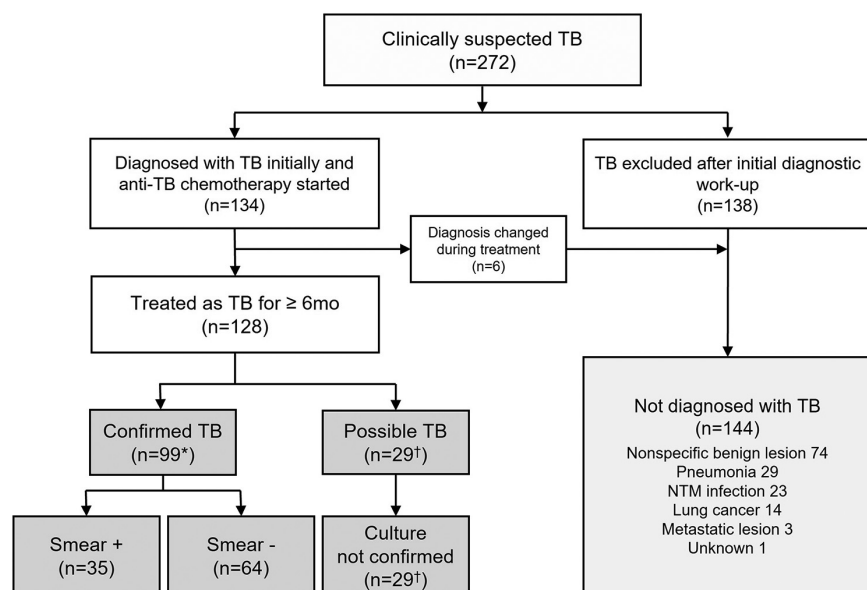 Clinically suspected TB
(n=272)
Diagnosed with TB initially and
anti-TB chemotherapy started
(n=134)
TB excluded after initial diagnostic
work-up
(n=138)
Diagnosis changed
during treatment
(n=6)
Treated as TB for ≥ 6mo
(n=128)
Confirmed TB
(n=99*)
Possible TB
(n=29†)
Smear +
(n=35)
Smear -
(n=64)
Culture
not confirmed
(n=29†)
Not diagnosed with TB
(n=144)
Nonspecific benign lesion 74
Pneumonia 29
NTM infection 23
Lung cancer 14
Metastatic lesion 3
Unknown 1